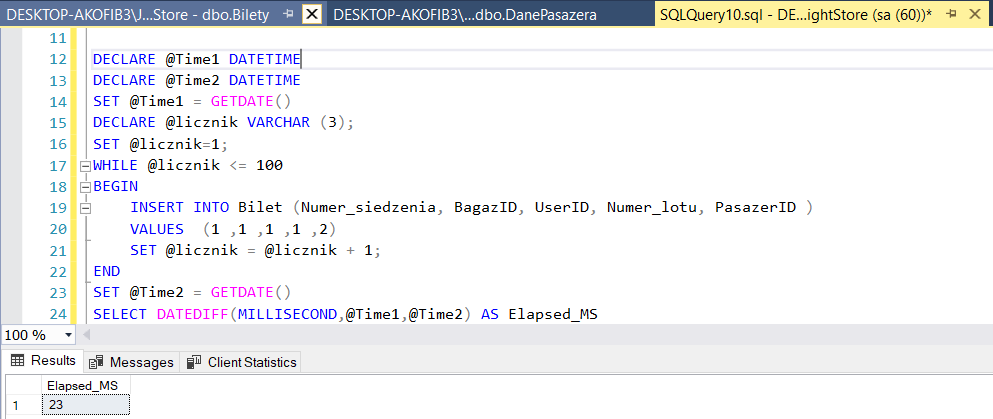 DESKTOP-AKOFIB3\J...Store - dbo.Bilety
DESKTOP-AKOFIB3\...dbo.DanePasazera
SQLQuery10.sql - DE...ightStore (sa (60))*
11
12 DECLARE @Time1 DATETIME
13 DECLARE @Time2 DATETIME
14 SET @Time1 = GETDATE()
15 DECLARE @licznik VARCHAR (3);
16 SET @licznik=1;
17 WHILE @licznik <= 100
18 BEGIN
19 INSERT INTO Bilet (Numer_siedzenia, BagazID, UserID, Numer_lotu, PasazerID )
20 VALUES (1 ,1 ,1 ,1 ,2)
21 SET @licznik = @licznik + 1;
22 END
23 SET @Time2 = GETDATE()
24 SELECT DATEDIFF(MILLISECOND,@Time1,@Time2) AS Elapsed_MS
100 %
Results Messages Client Statistics
Elapsed_MS
1 23